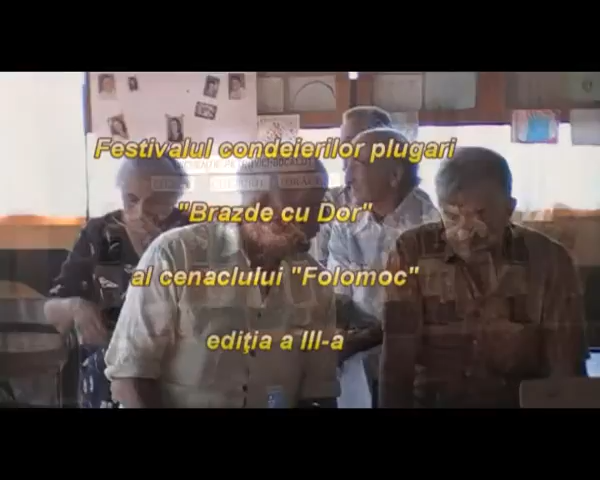 Festivalul condeierilor plugari
"Brazde cu Dor"
al cenaclului "Folomoc"
ediţia a III-a